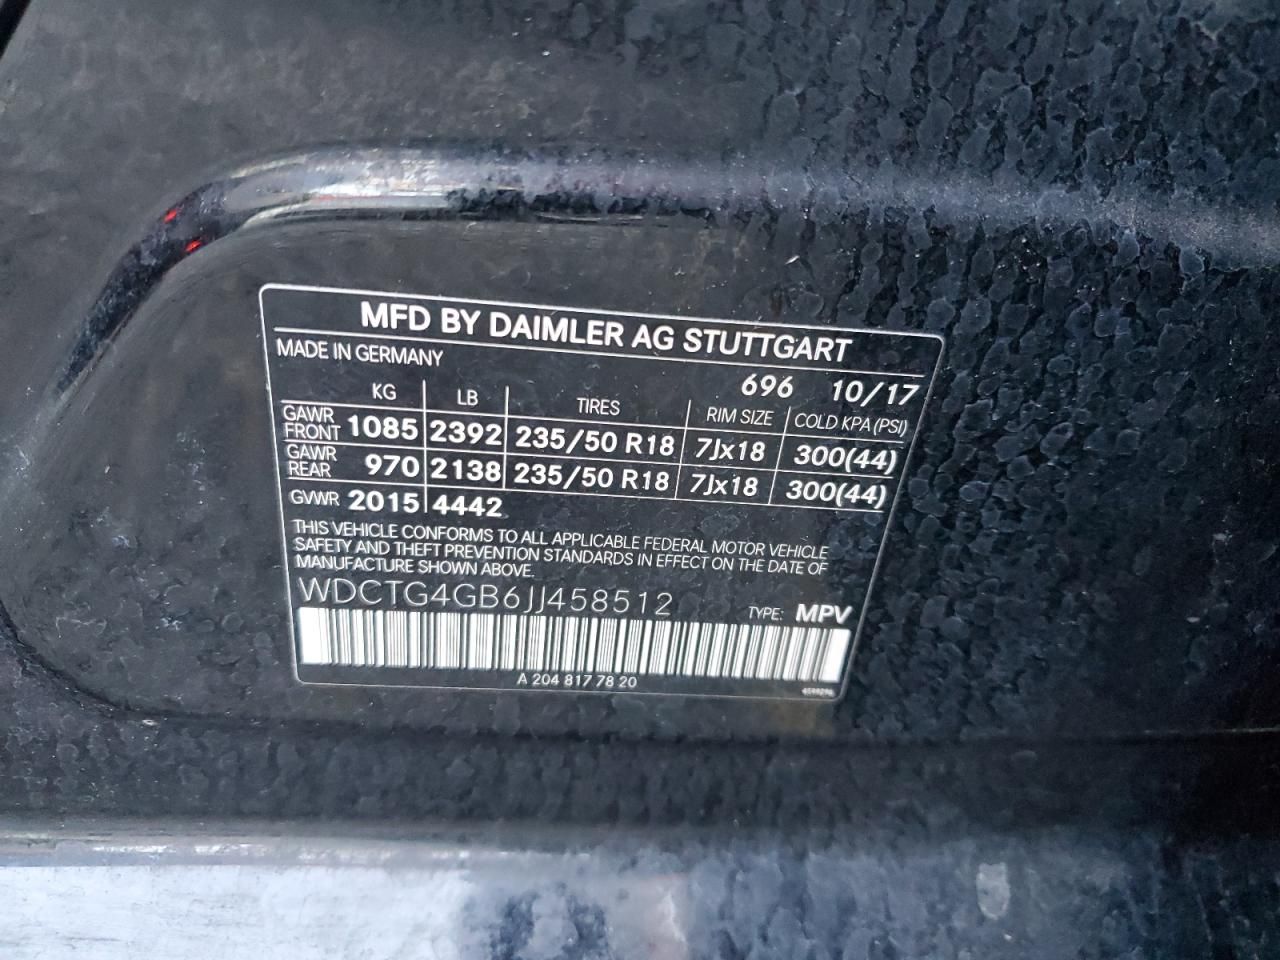 MFD BY DAIMLER AG STUTTGART
MADE IN GERMANY
696 10/17
KG LB TIRES RIM SIZE COLD KPA (PSI)
GAWR FRONT 1085 2392 235/50 R18 7Jx18 300(44)
GAWR REAR 970 2138 235/50 R18 7Jx18 300(44)
GVWR 2015 4442
THIS VEHICLE CONFORMS TO ALL APPLICABLE FEDERAL MOTOR VEHICLE
SAFETY AND THEFT PREVENTION STANDARDS IN EFFECT ON THE DATE OF
MANUFACTURE SHOWN ABOVE.
WDCTG4GB6JJ458512 TYPE: MPV
A 204 817 78 20